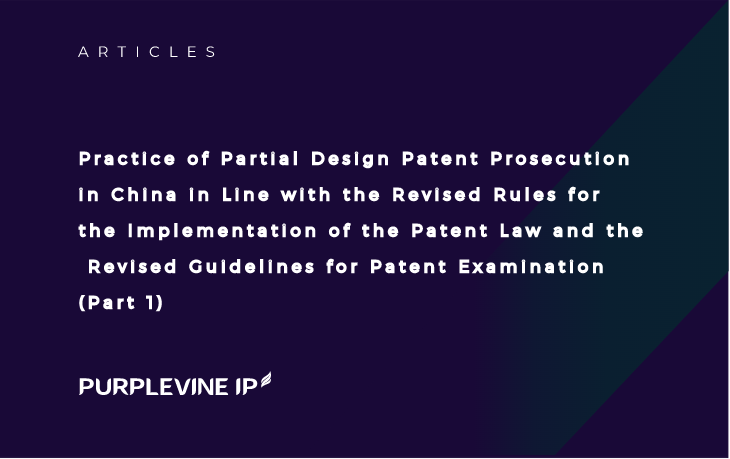 ARTICLES
Practice of Partial Design Patent Prosecution
in China in Line with the Revised Rules for
the Implementation of the Patent Law and the
Revised Guidelines for Patent Examination
(Part 1)
PURPLEVINE IP